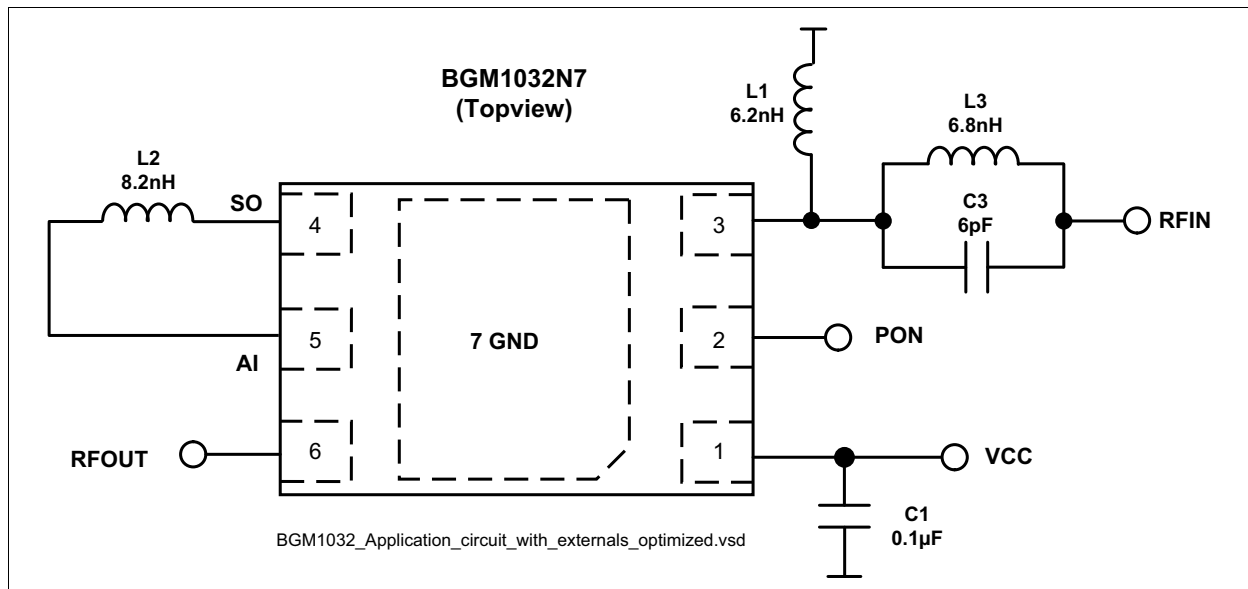 BGM1032N7
(Topview)
L1
6.2nH
L3
6.8nH
C3
6pF
RFIN
L2
8.2nH
SO
4
3
5
AI
7 GND
2
PON
RFOUT
6
1
VCC
C1
0.1µF
BGM1032_Application_circuit_with_externals_optimized.vsd